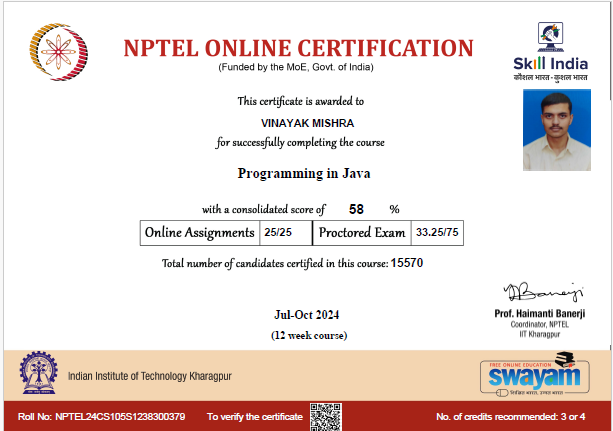 NPTEL ONLINE CERTIFICATION
(Funded by the MoE, Govt. of India)
Skill India
कौशल भारत - कुशल भारत
This certificate is awarded to
VINAYAK MISHRA
for successfully completing the course
Programming in Java
with a consolidated score of 58 %
Online Assignments 25/25 Proctored Exam 33.25/75
Total number of candidates certified in this course: 15570
Jul-Oct 2024
(12 week course)
Prof. Haimanti Banerji
Coordinator, NPTEL
IIT Kharagpur
Indian Institute of Technology Kharagpur
FREE ONLINE EDUCATION
swayam
शिक्षित भारत, उन्नत भारत
Roll No: NPTEL24CS105S1238300379 To verify the certificate No. of credits recommended: 3 or 4